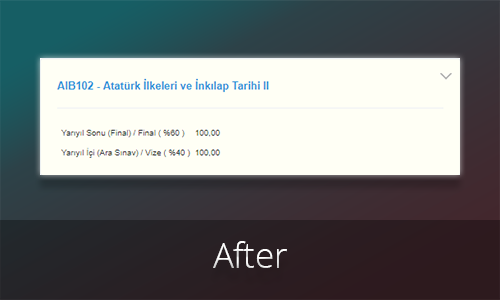 AIB102 - Atatürk İlkeleri ve İnkılap Tarihi II
Yarıyıl Sonu (Final) / Final ( %60 ) 100,00
Yarıyıl İçi (Ara Sınav) / Vize ( %40 ) 100,00
After